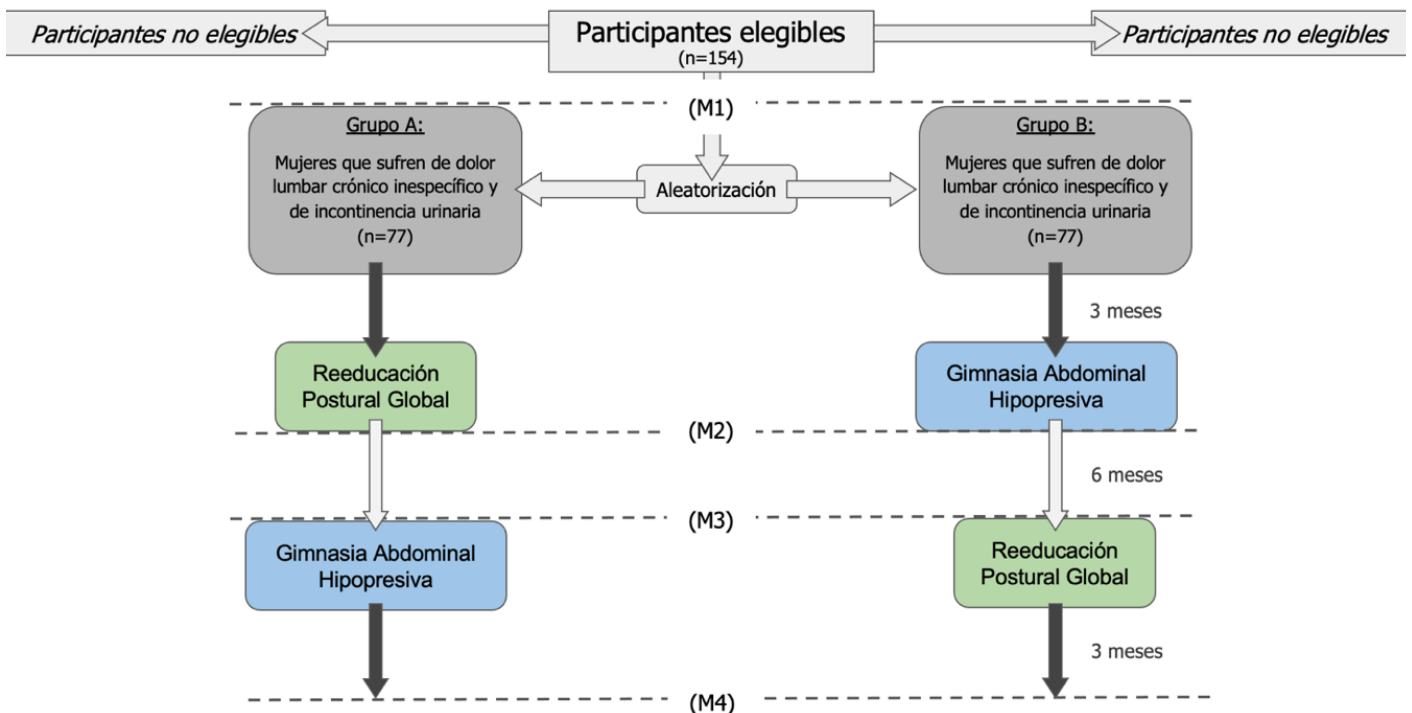 Participantes no elegibles
Participantes elegibles
(n=154)
Participantes no elegibles
(M1)
Grupo A:
Mujeres que sufren de dolor
lumbar crónico inespecífico y
de incontinencia urinaria
(n=77)
Aleatorización
Grupo B:
Mujeres que sufren de dolor
lumbar crónico inespecífico y
de incontinencia urinaria
(n=77)
3 meses
Reeducación
Postural Global
Gimnasia Abdominal
Hipopresiva
(M2)
6 meses
(M3)
Gimnasia Abdominal
Hipopresiva
Reeducación
Postural Global
3 meses
(M4)